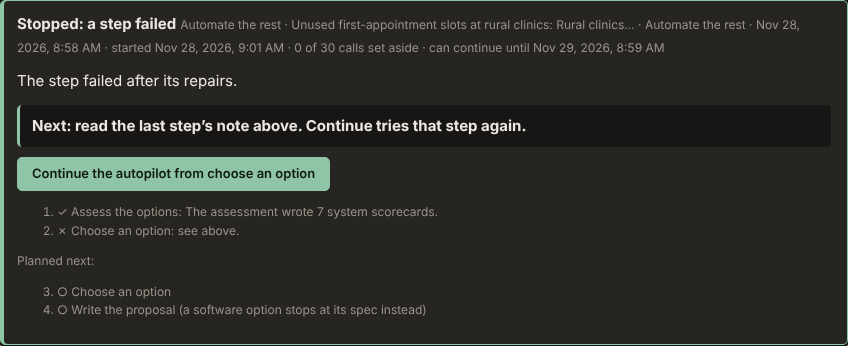 Stopped: a step failed Automate the rest · Unused first-appointment slots at rural clinics: Rural clinics... · Automate the rest · Nov 28,
2026, 8:58 AM · started Nov 28, 2026, 9:01 AM · 0 of 30 calls set aside · can continue until Nov 29, 2026, 8:59 AM
The step failed after its repairs.
Next: read the last step’s note above. Continue tries that step again.
Continue the autopilot from choose an option
1. ✓ Assess the options: The assessment wrote 7 system scorecards.
2. × Choose an option: see above.
Planned next:
3. ○ Choose an option
4. ○ Write the proposal (a software option stops at its spec instead)